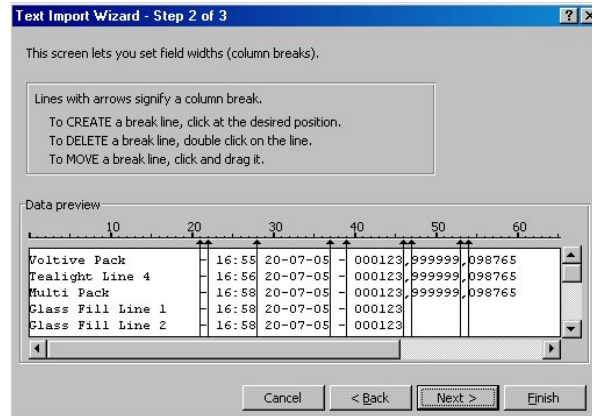 Text Import Wizard - Step 2 of 3
This screen lets you set field widths (column breaks).
Lines with arrows signify a column break.
To CREATE a break line, click at the desired position.
To DELETE a break line, double click on the line.
To MOVE a break line, click and drag it.
Data preview
10 20 30 40 50 60
Voltive Pack - 16:55 20-07-05 - 000123,999999,098765
Tealight Line 4 - 16:56 20-07-05 - 000123,999999,098765
Multi Pack - 16:58 20-07-05 - 000123,999999,098765
Glass Fill Line 1 - 16:58 20-07-05 - 000123
Glass Fill Line 2 - 16:58 20-07-05 - 000123
Cancel < Back Next > Finish